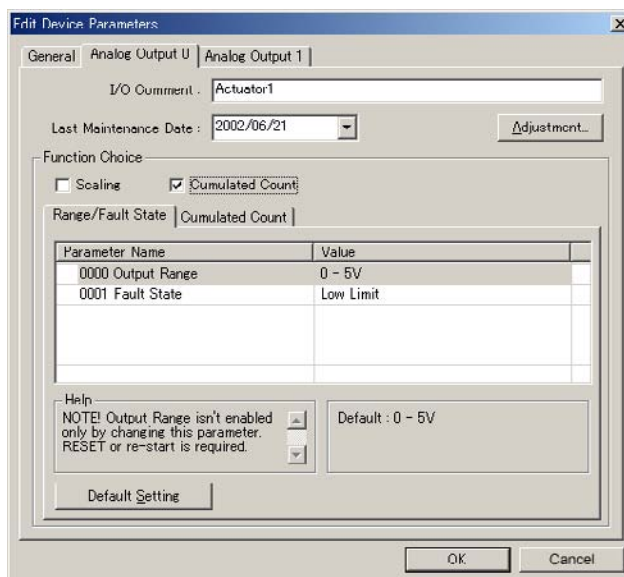 Edit Device Parameters
General Analog Output 0 Analog Output 1
I/O Comment : Actuator1
Last Maintenance Date : 2002/06/21 Adjustment...
Function Choice
Scaling Cumulated Count
Range/Fault State Cumulated Count
Parameter Name Value
0000 Output Range 0 - 5V
0001 Fault State Low Limit
Help
NOTE! Output Range isn't enabled
only by changing this parameter.
RESET or re-start is required.
Default : 0 - 5V
Default Setting
OK Cancel